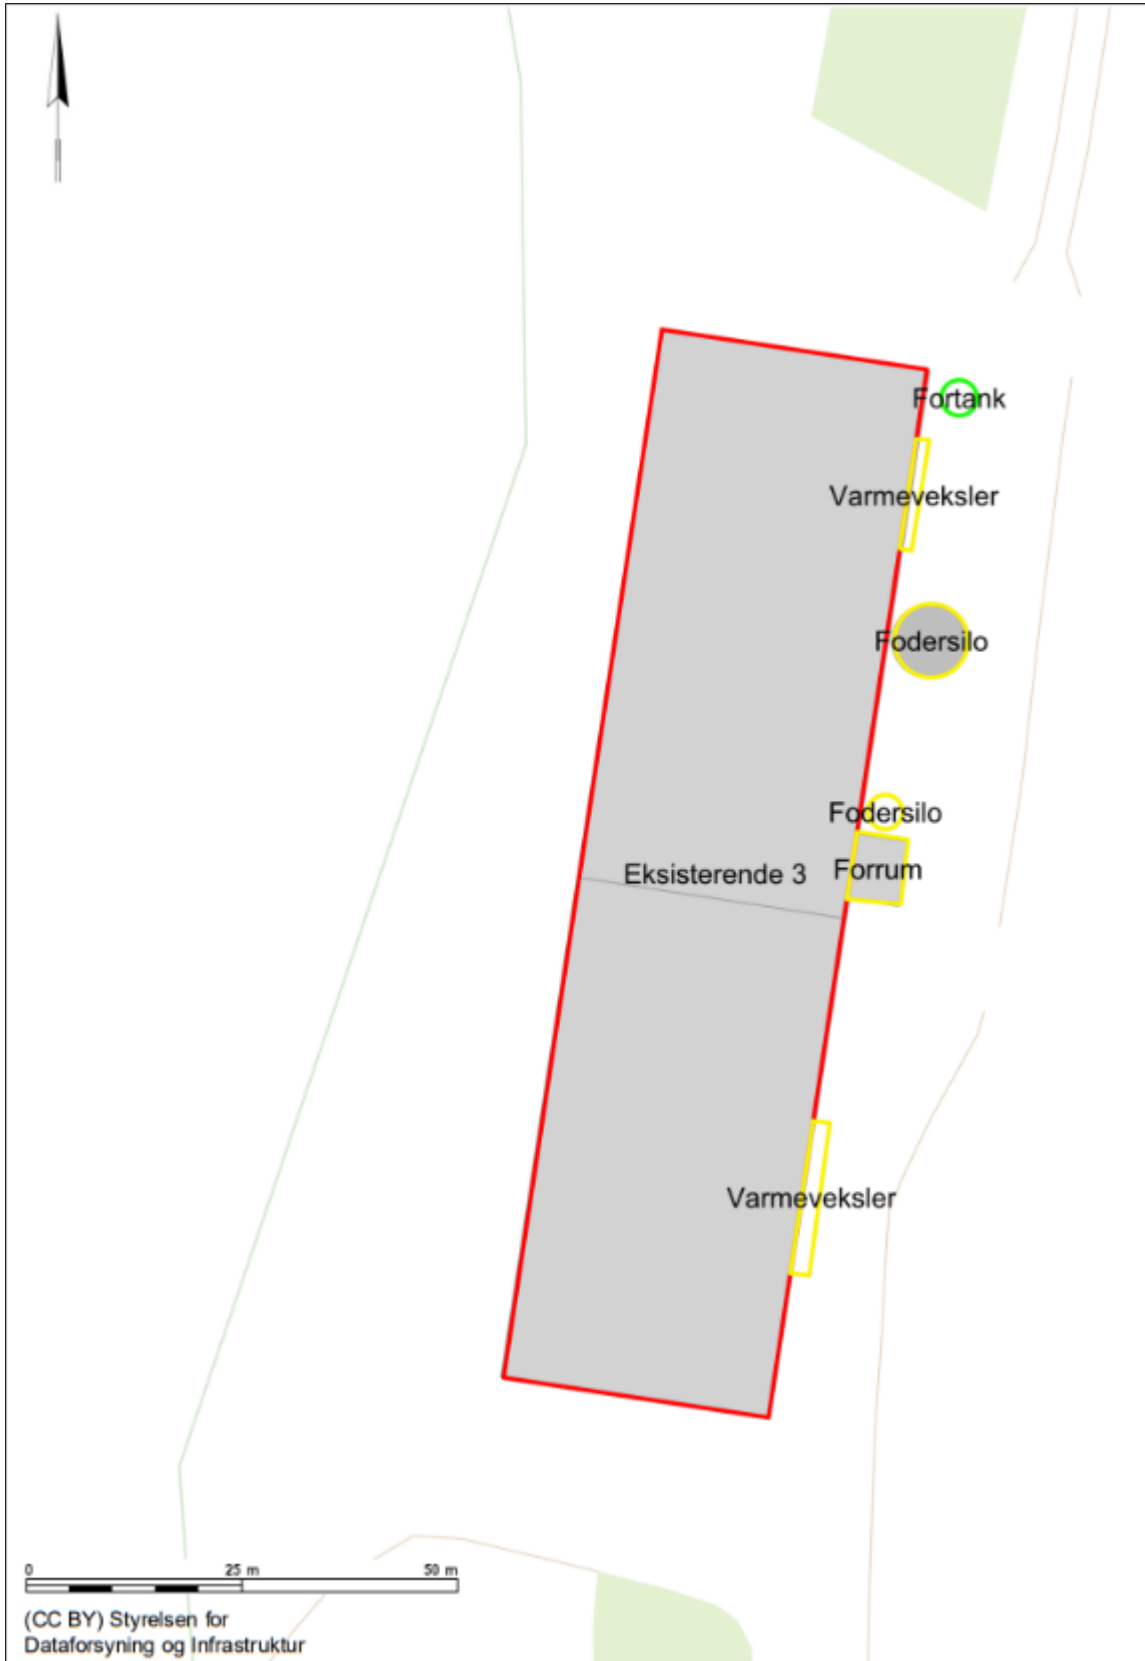 Fortank
Varmeveksler
Fodersilo
Fodersilo
Forrum
Eksisterende 3
Varmeveksler
0 25 m 50 m
(CC BY) Styrelsen for
Dataforsyning og Infrastruktur